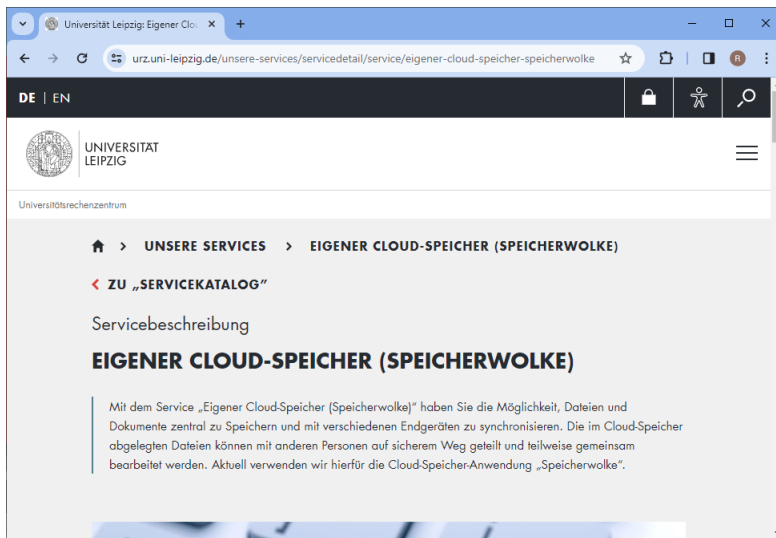 Universität Leipzig: Eigener Clou
urz.uni-leipzig.de/unsere-services/servicedetail/service/eigener-cloud-speicher-speicherwolke
R
DE | EN
UNIVERSITÄT
LEIPZIG
Universitätsrechenzentrum
> UNSERE SERVICES > EIGENER CLOUD-SPEICHER (SPEICHERWOLKE)
ZU „SERVICEKATALOG“
Servicebeschreibung
EIGENER CLOUD-SPEICHER (SPEICHERWOLKE)
Mit dem Service „Eigener Cloud-Speicher (Speicherwolke)“ haben Sie die Möglichkeit, Dateien und
Dokumente zentral zu Speichern und mit verschiedenen Endgeräten zu synchronisieren. Die im Cloud-Speicher
abgelegten Dateien können mit anderen Personen auf sicherem Weg geteilt und teilweise gemeinsam
bearbeitet werden. Aktuell verwenden wir hierfür die Cloud-Speicher-Anwendung „Speicherwolke“.